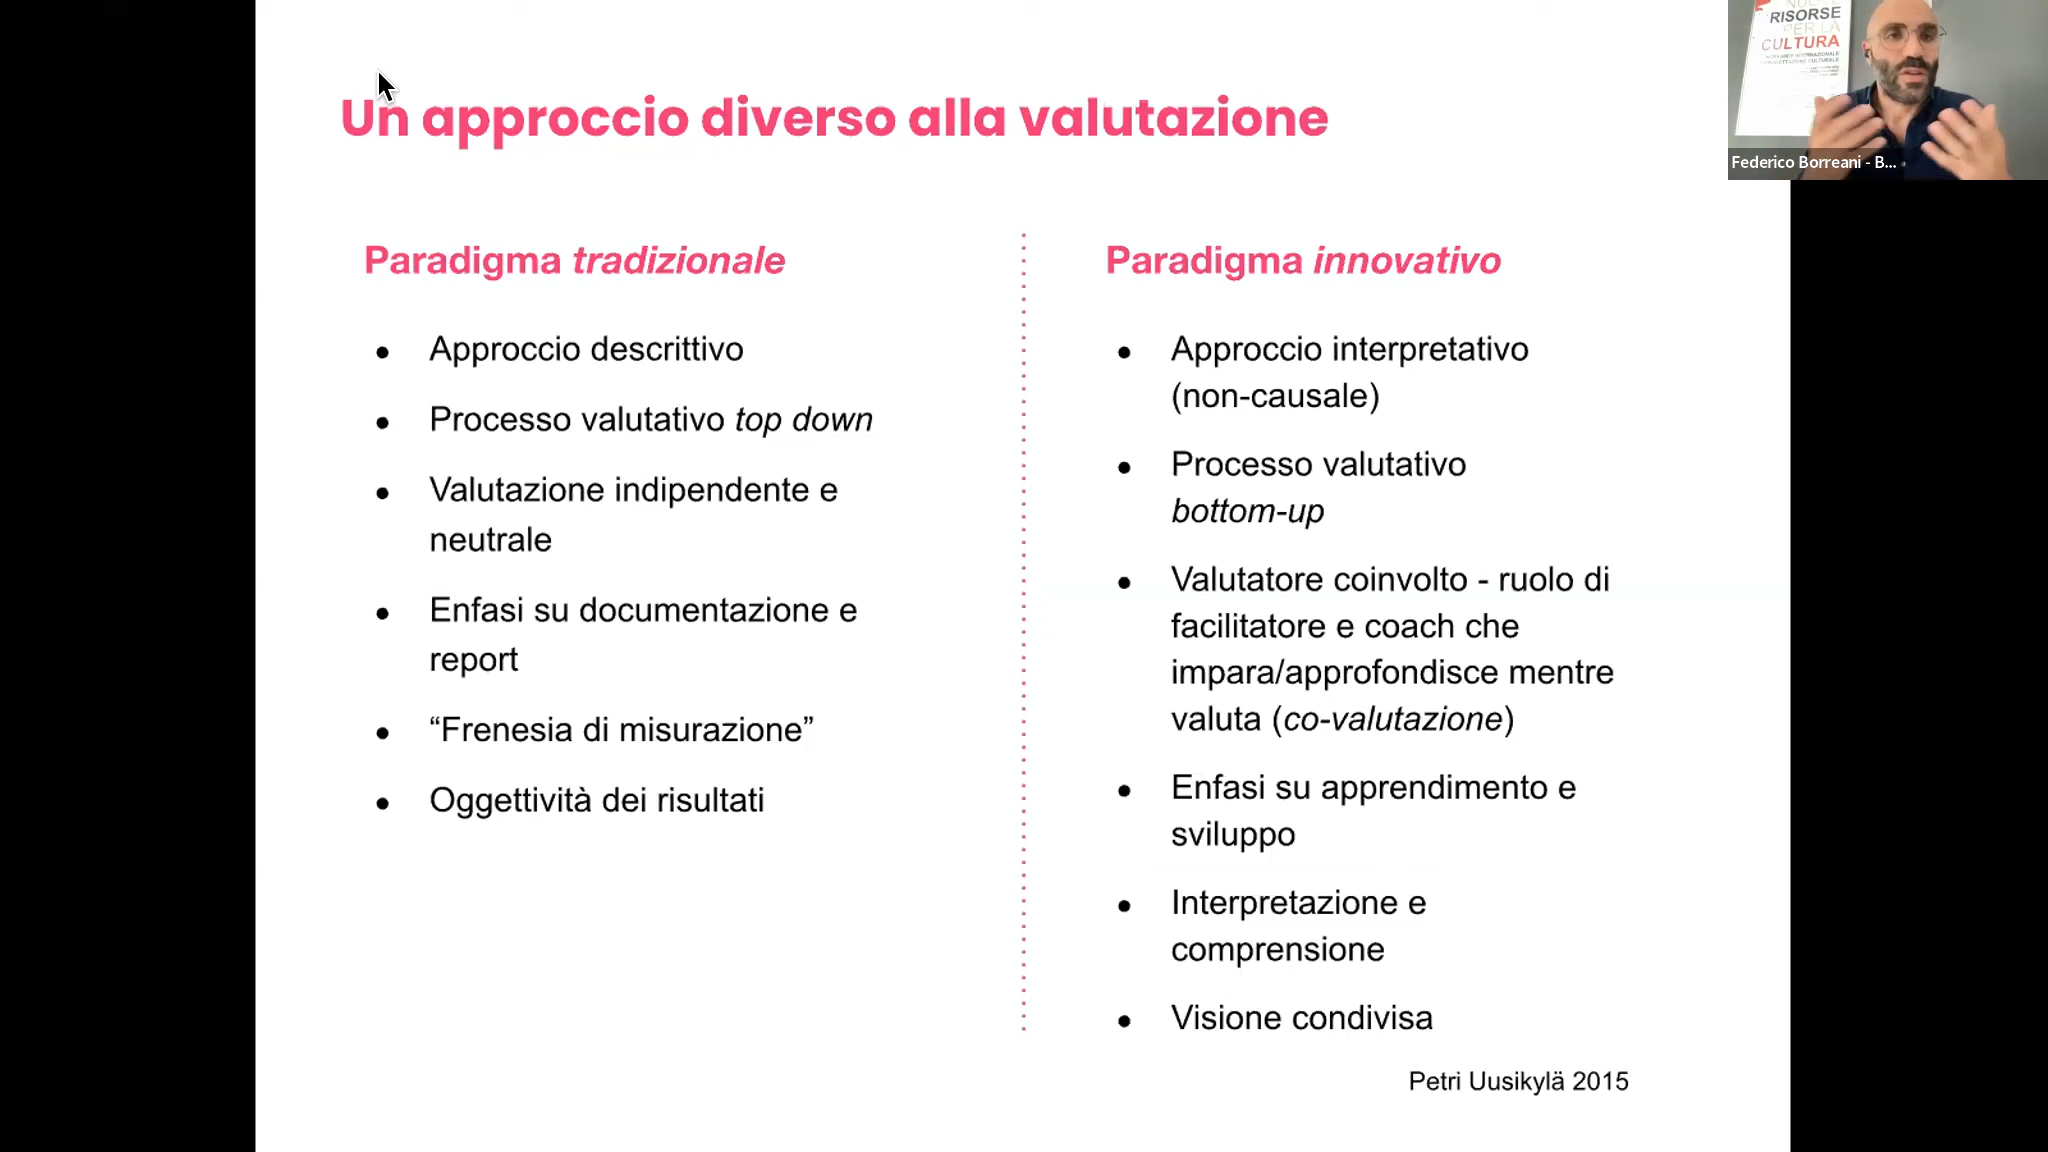 Un approccio diverso alla valutazione
Paradigma tradizionale
Approccio descrittivo
Processo valutativo top down
Valutazione indipendente e
neutrale
Enfasi su documentazione e
report
“Frenesia di misurazione”
Oggettività dei risultati
Paradigma innovativo
Approccio interpretativo
(non-causale)
Processo valutativo
bottom-up
Valutatore coinvolto - ruolo di
facilitatore e coach che
impara/approfondisce mentre
valuta (co-valutazione)
Enfasi su apprendimento e
sviluppo
Interpretazione e
comprensione
Visione condivisa
Petri Uusikylä 2015
RISORSE
PER LA
CULTURA
Federico Borreani - B...